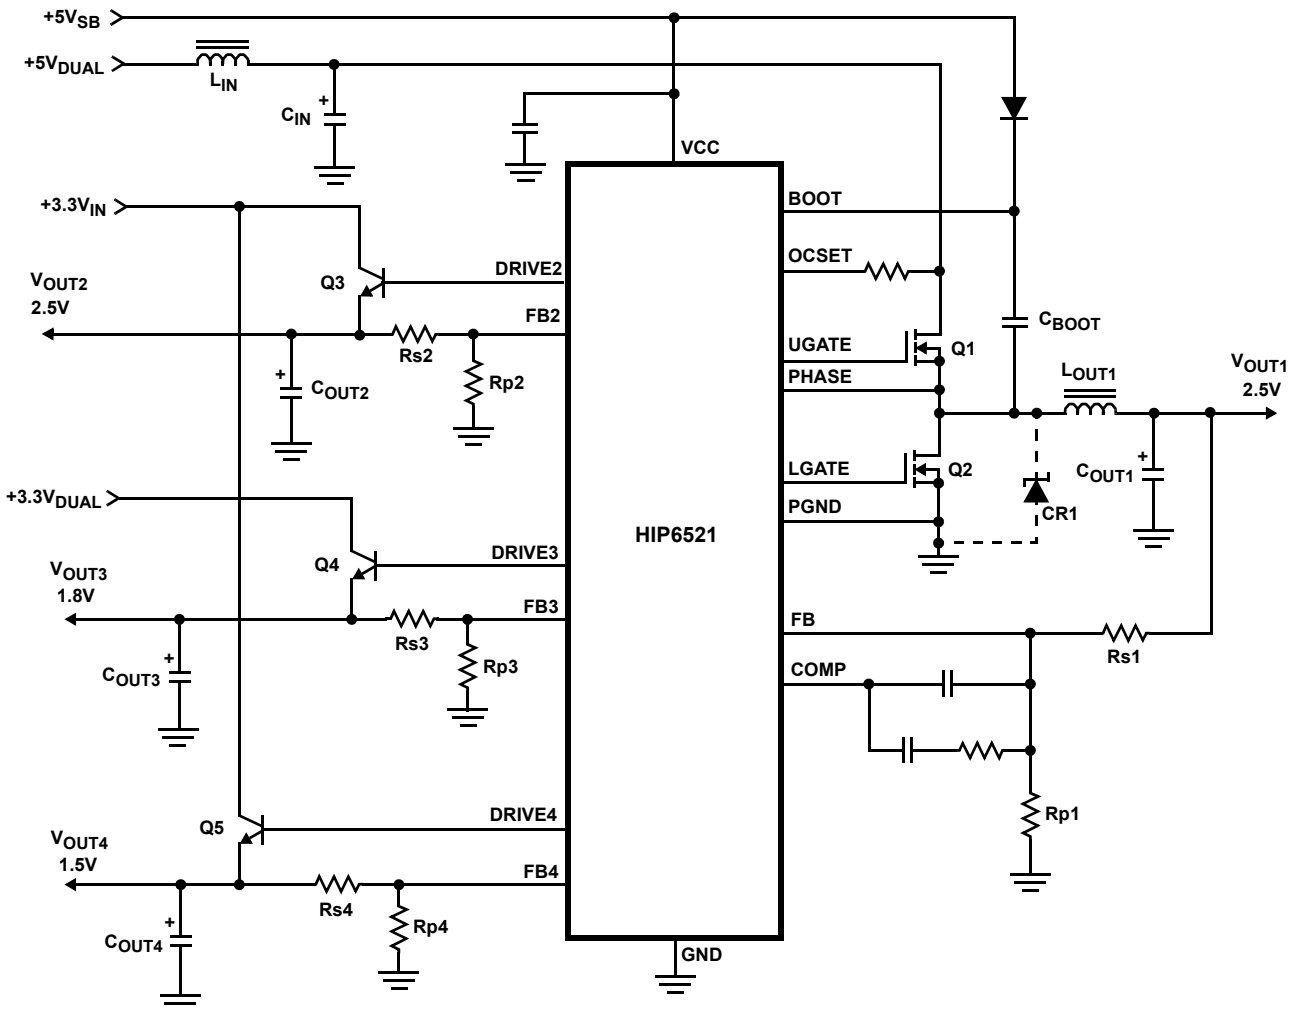 +5VSB
+5VDUAL
LIN
CIN
+
VCC
+3.3VIN
BOOT
OCSET
DRIVE2
Q3
VOUT2
2.5V
FB2
CBOOT
Rs2
UGATE
Q1
PHASE
LOUT1
VOUT1
2.5V
+
COUT2
Rp2
LGATE
Q2
+
COUT1
+3.3VDUAL
PGND
CR1
HIP6521
DRIVE3
Q4
VOUT3
1.8V
FB3
FB
Rs3
Rs1
+
COUT3
Rp3
COMP
DRIVE4
Q5
Rp1
VOUT4
1.5V
FB4
Rs4
+
COUT4
Rp4
GND